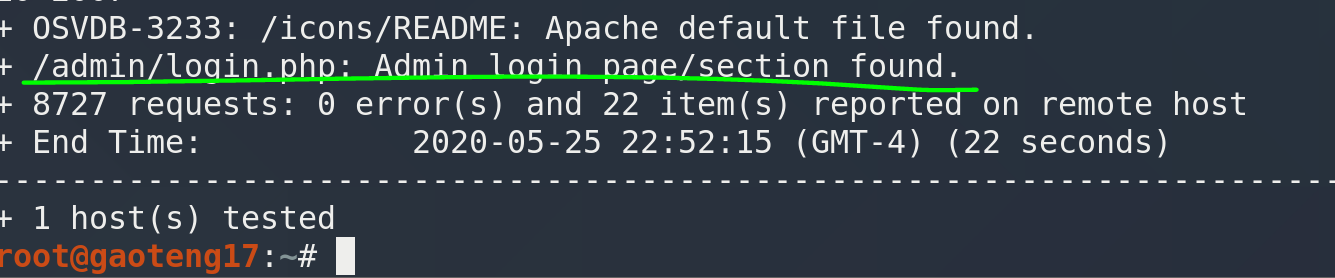 + OSVDB-3233: /icons/README: Apache default file found.
+ /admin/login.php: Admin login page/section found.
+ 8727 requests: 0 error(s) and 22 item(s) reported on remote host
+ End Time:           2020-05-25 22:52:15 (GMT-4) (22 seconds)
---------------------------------------------------------------------------
+ 1 host(s) tested
root@gaoteng17:~#